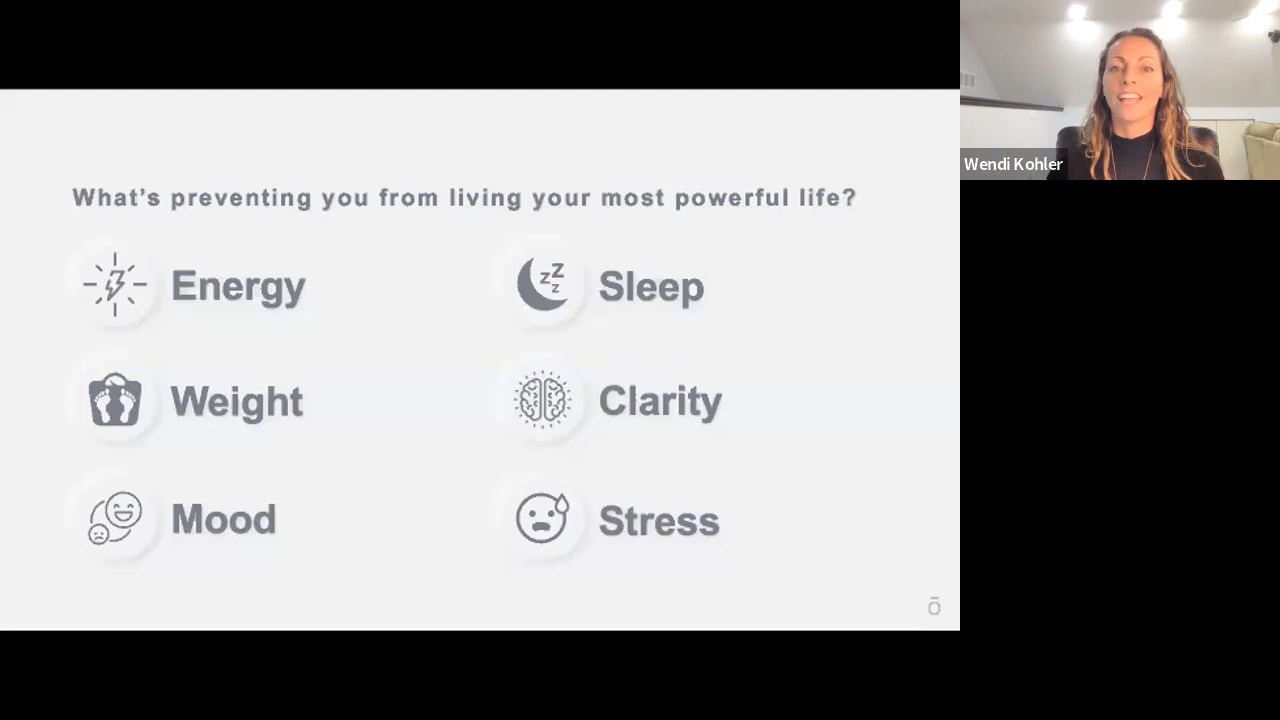 What's preventing you from living your most powerful life?
Energy
Sleep
Weight
Clarity
Mood
Stress
ō
Wendi Kohler